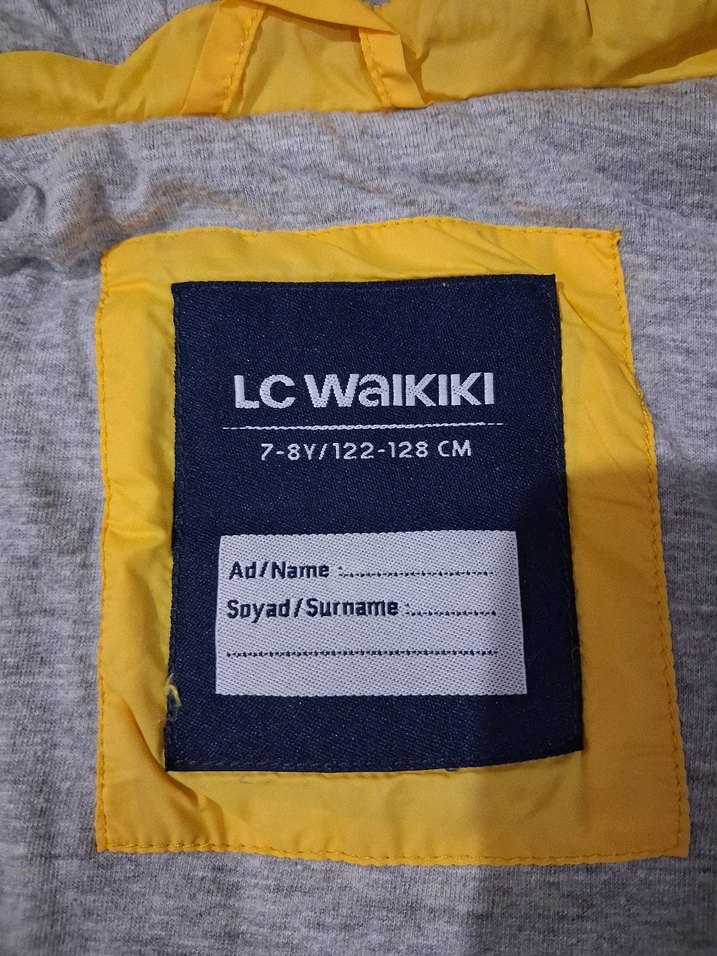 LC WaIKIKI
7-8Y/122-128 CM
Ad/Name :....................
Soyad/Surname :............
........................................